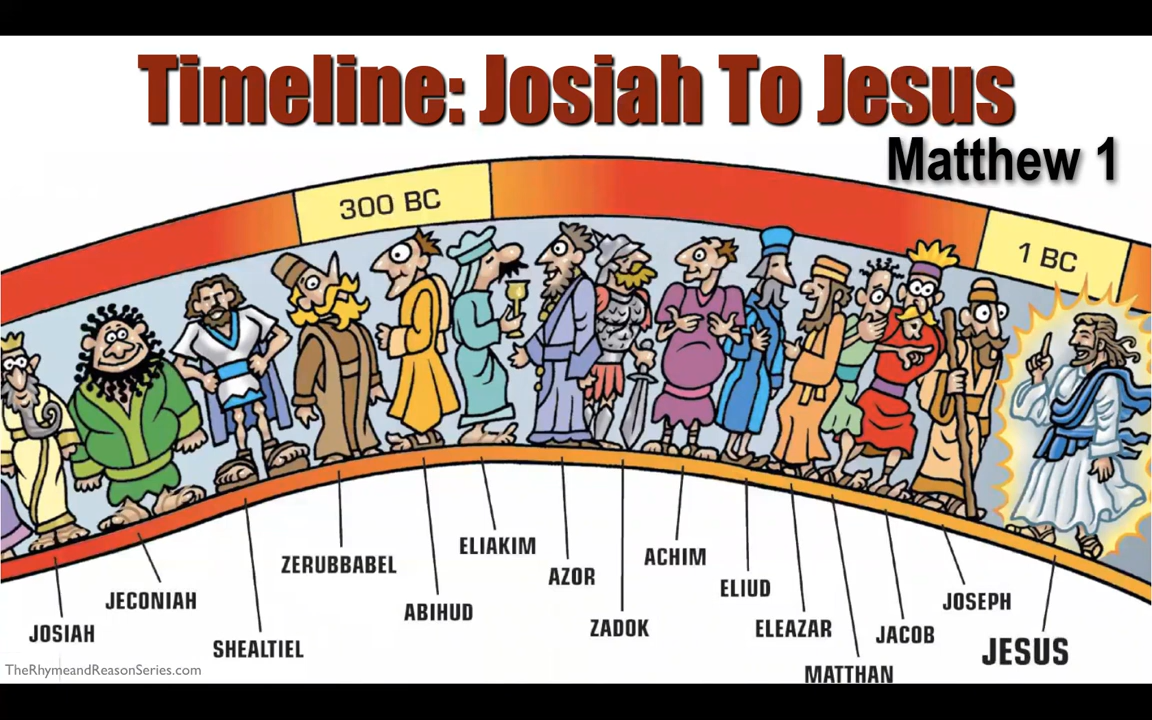 Timeline: Josiah To Jesus
Matthew 1
300 BC
1 BC
JOSIAH
JECONIAH
SHEALTIEL
ZERUBBABEL
ABIHUD
ELIAKIM
AZOR
ZADOK
ACHIM
ELIUD
ELEAZAR
MATTHAN
JACOB
JOSEPH
JESUS
TheRhymeandReasonSeries.com